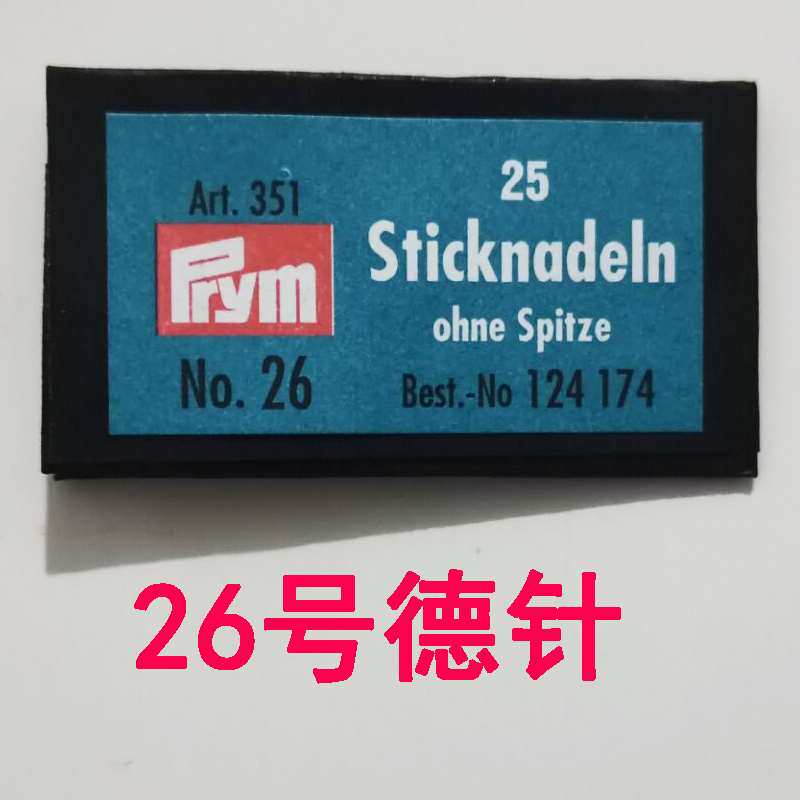 Art. 351
Prym
No. 26
25
Sticknadeln
ohne Spitze
Best.-No 124 174
26号德针